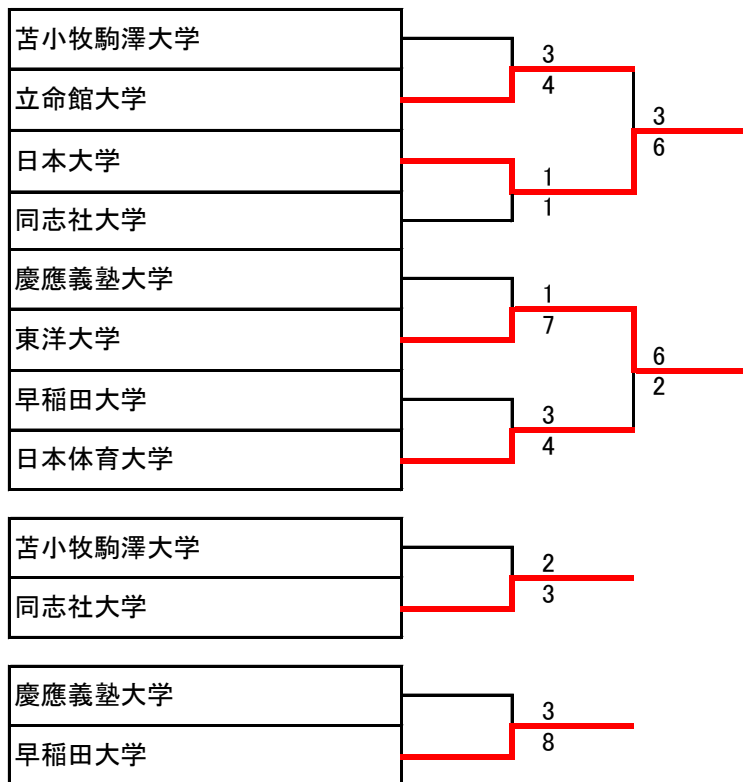 苫小牧駒澤大学
立命館大学
日本大学
同志社大学
慶應義塾大学
東洋大学
早稲田大学
日本体育大学
3
4
1
1
1
7
3
4
3
6
6
2
苫小牧駒澤大学
同志社大学
2
3
慶應義塾大学
早稲田大学
3
8